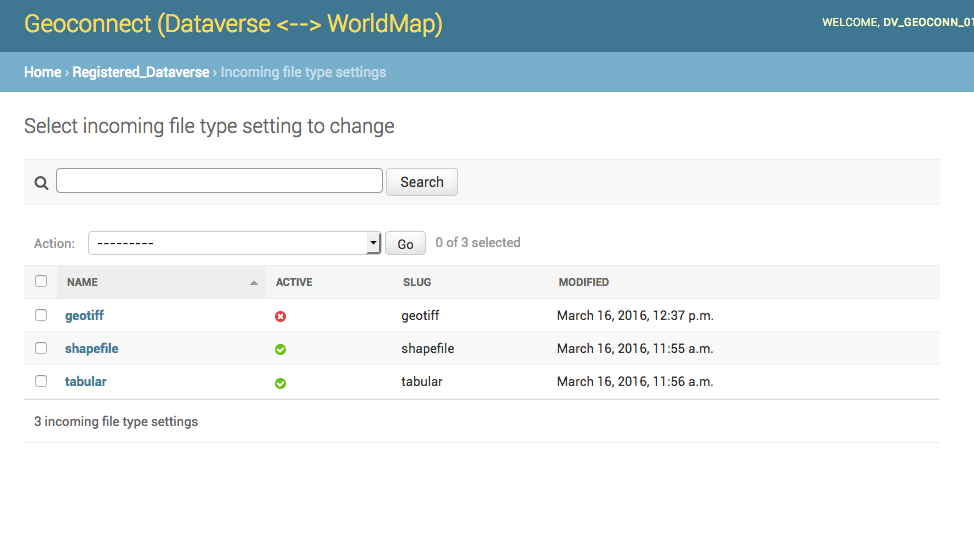 Geoconnect (Dataverse <--> WorldMap)
WELCOME, DV_GEOCONN_01
Home › Registered_Dataverse › Incoming file type settings
Select incoming file type setting to change
Search
Action: --------- Go 0 of 3 selected
NAME ACTIVE SLUG MODIFIED
geotiff geotiff March 16, 2016, 12:37 p.m.
shapefile shapefile March 16, 2016, 11:55 a.m.
tabular tabular March 16, 2016, 11:56 a.m.
3 incoming file type settings